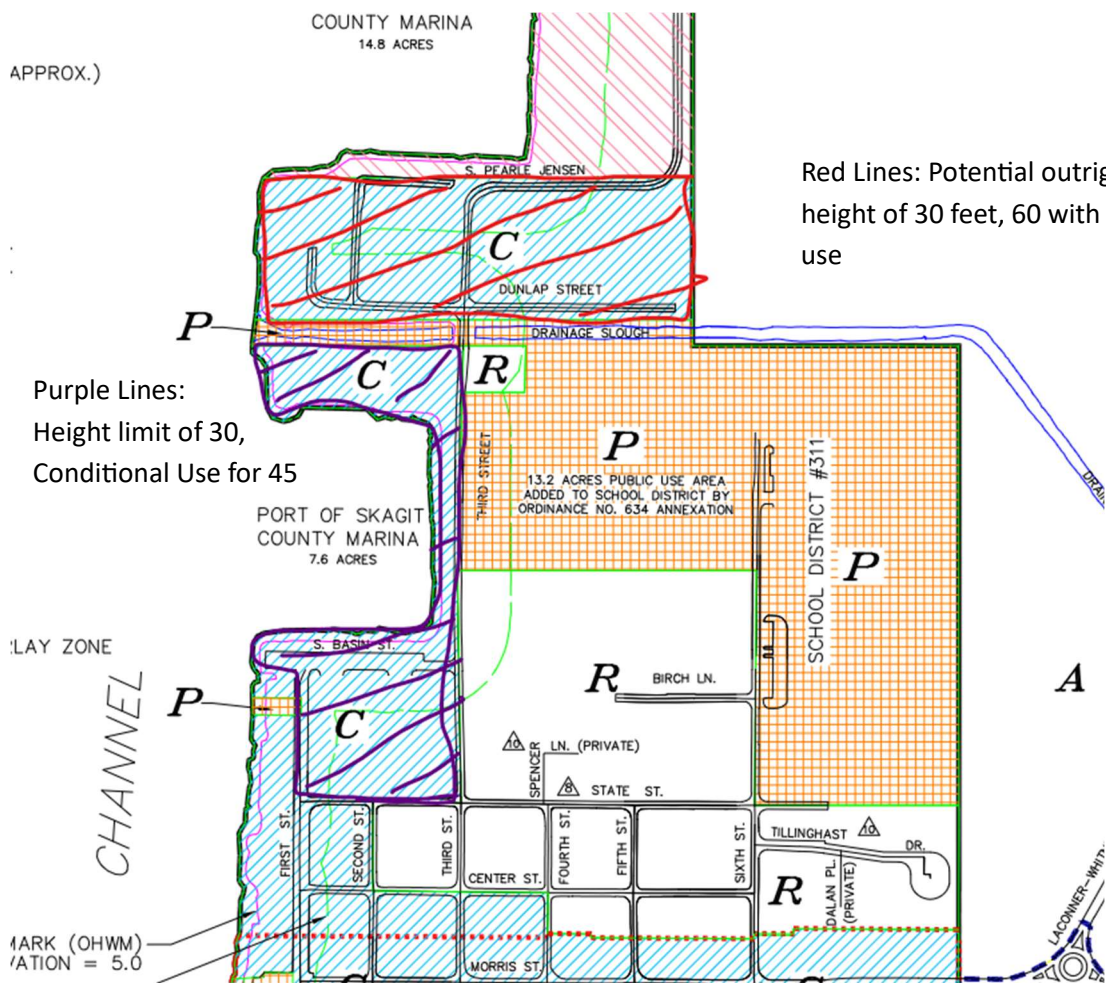 COUNTY MARINA
14.8 ACRES
APPROX.)
S. PEARLE JENSEN
Red Lines: Potential
height of 30 feet, 60 with
use
C
DUNLAP STREET
P
DRAINAGE SLOUGH
Purple Lines:
Height limit of 30,
Conditional Use for 45
C
R
P
13.2 ACRES PUBLIC USE AREA
ADDED TO SCHOOL DISTRICT BY
ORDINANCE NO. 634 ANNEXATION
THIRD STREET
SCHOOL DISTRICT #311
P
PORT OF SKAGIT
COUNTY MARINA
7.6 ACRES
ZONE
S. BASIN ST.
CHANNEL
P
C
R
BIRCH LN.
A
10
SPENCER
LN. (PRIVATE)
8
STATE ST.
FIRST ST.
SECOND ST.
THIRD ST.
CENTER ST.
FOURTH ST.
FIFTH ST.
SIXTH ST.
TILLINGHAST
10
DR.
R
DALAN PL.
(PRIVATE)
MARK (OHWM)
= 5.0
MORRIS ST.